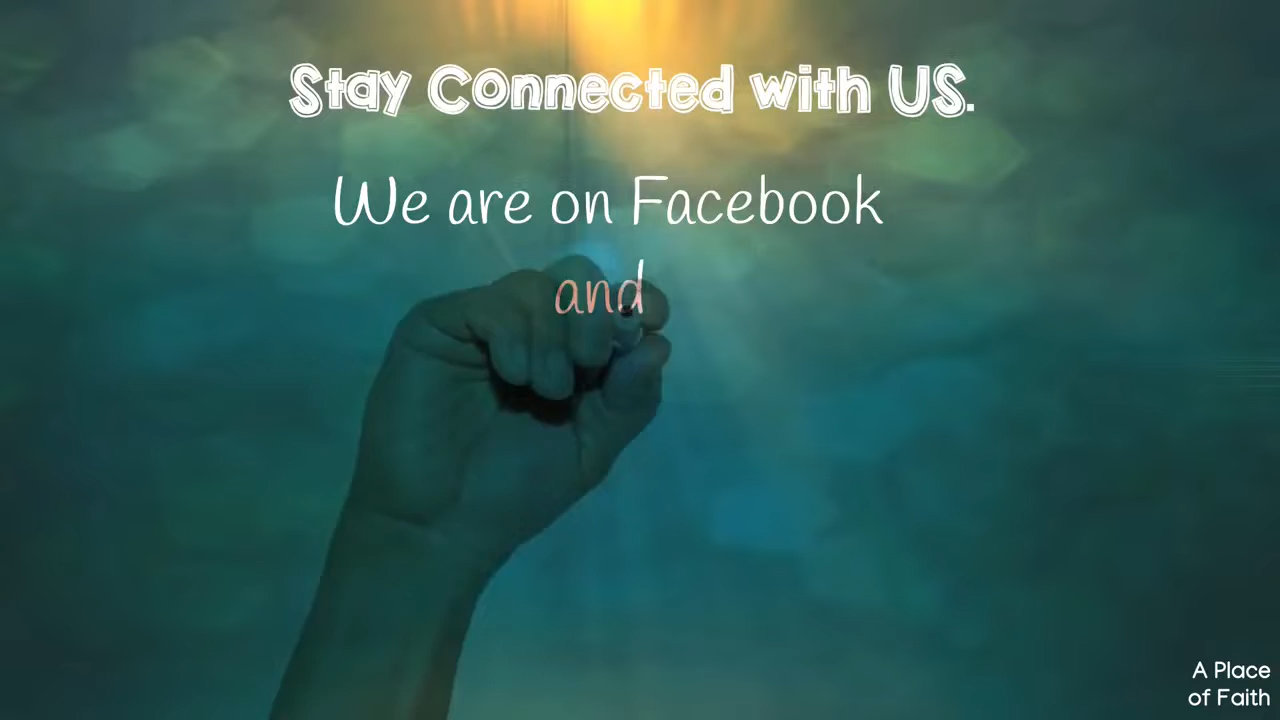 Stay Connected with US.
We are on Facebook
and
A Place
of Faith